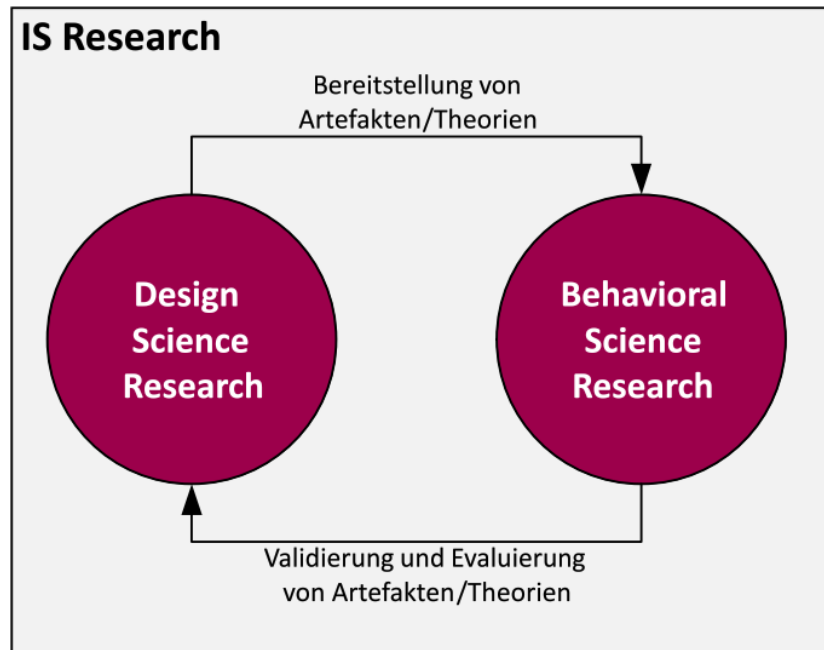 IS Research
Bereitstellung von
Artefakten/Theorien
Design
Science
Research
Behavioral
Science
Research
Validierung und Evaluierung
von Artefakten/Theorien